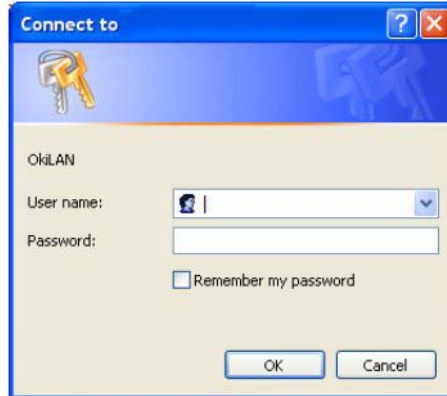 Connect to
OkiLAN
User name:
Password:
Remember my password
OK Cancel